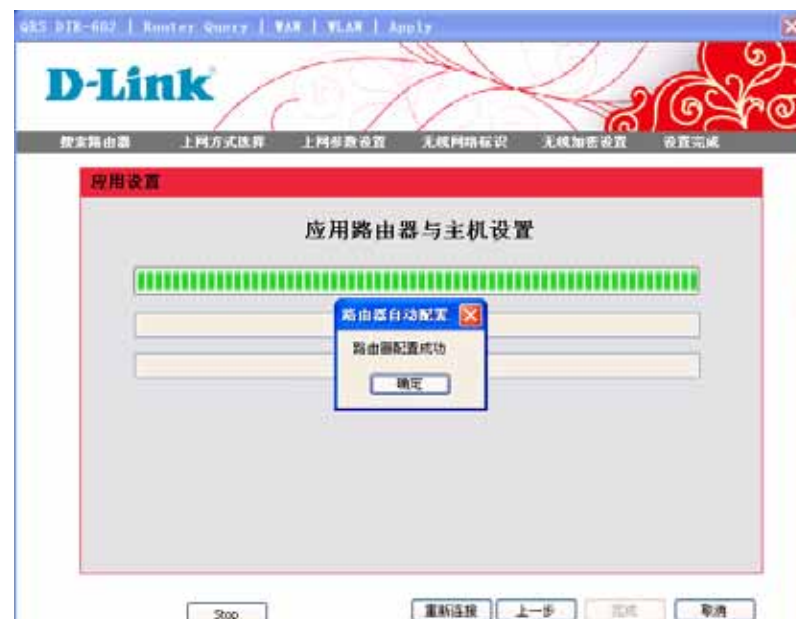 QRS DIR-602 | Router Query | WAN | WLAN | Apply
D-Link
搜索路由器 上网方式选择 上网参数设置 无线网络标识 无线加密设置 设置完成
应用设置
应用路由器与主机设置
路由器自动配置
路由器配置成功
确定
Stop 重新连接 上一步 完成 取消